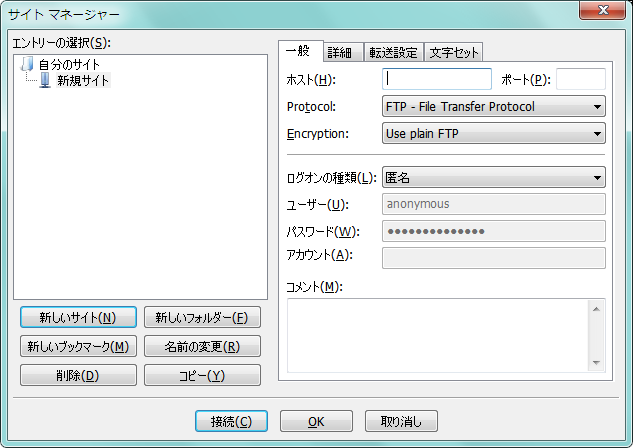 サイト マネージャー
エントリーの選択(S):
自分のサイト
新規サイト
新しいサイト(N)
新しいフォルダー(F)
新しいブックマーク(M)
名前の変更(R)
削除(D)
コピー(Y)
一般 詳細 転送設定 文字セット
ホスト(H): ポート(P):
Protocol: FTP - File Transfer Protocol
Encryption: Use plain FTP
ログオンの種類(L): 匿名
ユーザー(U): anonymous
パスワード(W): ●●●●●●●●●●●●●●
アカウント(A):
コメント(M):
接続(C) OK 取り消し